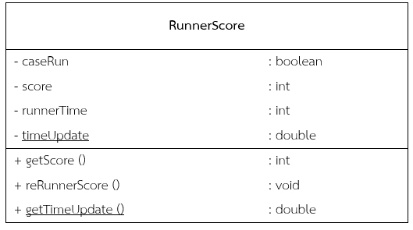 RunnerScore
- caseRun : boolean
- score : int
- runnerTime : int
- timeUpdate : double
+ getScore () : int
+ reRunnerScore () : void
+ getTimeUpdate () : double